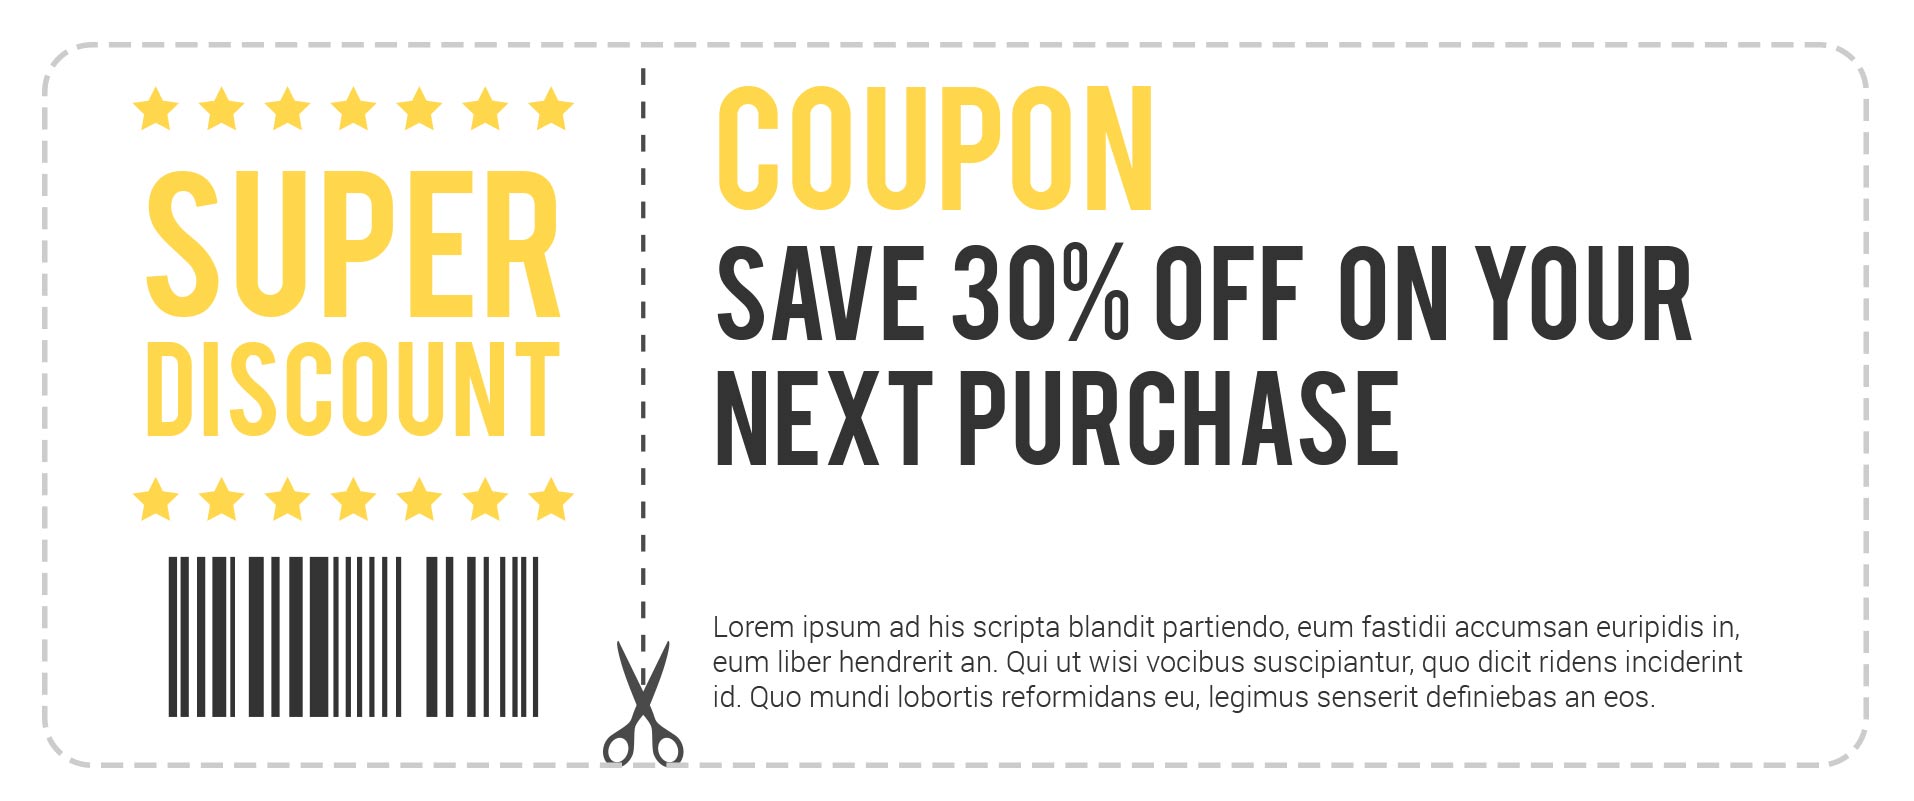 SUPER
DISCOUNT
COUPON
SAVE 30% OFF ON YOUR
NEXT PURCHASE
Lorem ipsum ad his scripta blandit partiendo, eum fastidii accumsan euripidis in,
eum liber hendrerit an. Qui ut wisi vocibus suscipiantur, quo dicit ridens inciderint
id. Quo mundi lobortis reformidans eu, legimus senserit definiebas an eos.